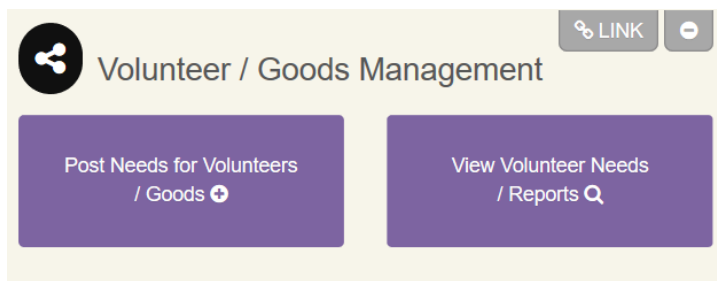 LINK
Volunteer / Goods Management
Post Needs for Volunteers
/ Goods
View Volunteer Needs
/ Reports